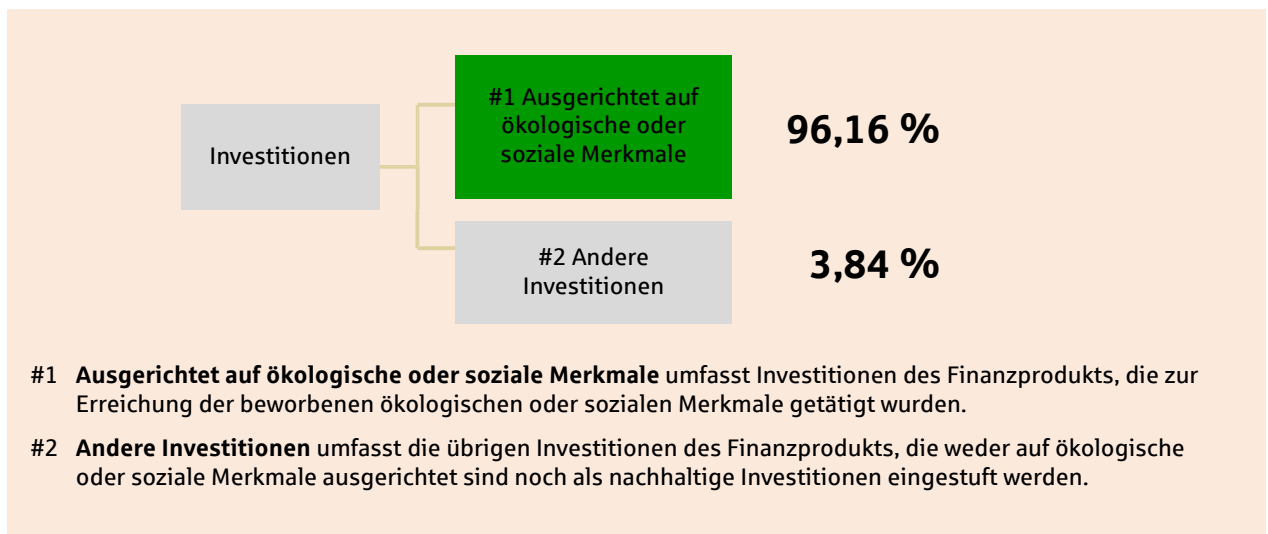 Investitionen
#1 Ausgerichtet auf
ökologische oder
soziale Merkmale
96,16 %
#2 Andere
Investitionen
3,84 %
#1 Ausgerichtet auf ökologische oder soziale Merkmale umfasst Investitionen des Finanzprodukts, die zur
Erreichung der beworbenen ökologischen oder sozialen Merkmale getätigt wurden.
#2 Andere Investitionen umfasst die übrigen Investitionen des Finanzprodukts, die weder auf ökologische
oder soziale Merkmale ausgerichtet sind noch als nachhaltige Investitionen eingestuft werden.